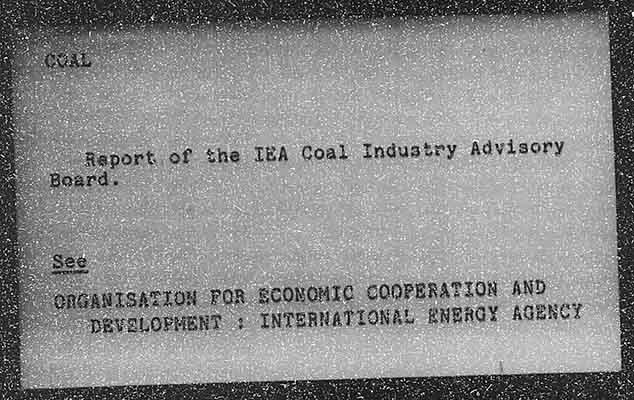 COAL
Report of the IEA Coal Industry Advisory
Board.
See
ORGANISATION FOR ECONOMIC COOPERATION AND
DEVELOPMENT : INTERNATIONAL ENERGY AGENCY